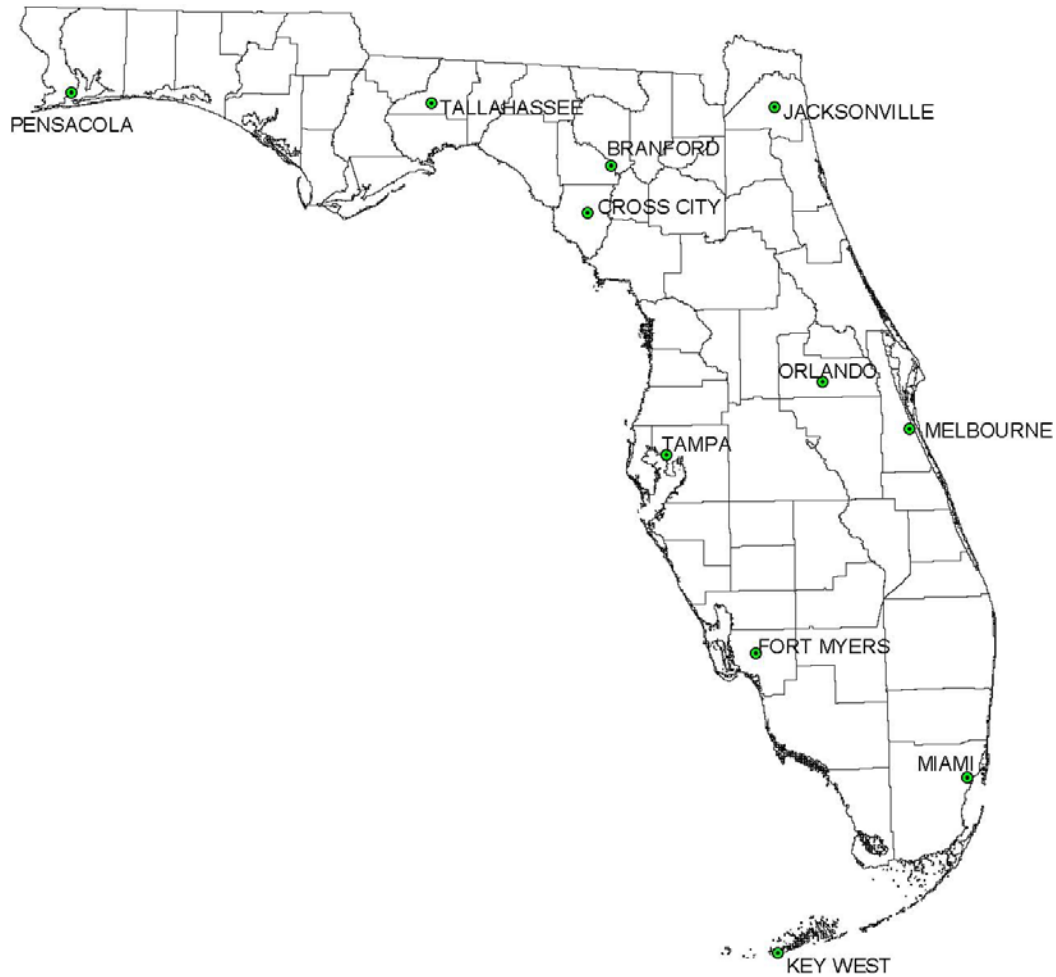 TALLAHASSEE
JACKSONVILLE
PENSACOLA
BRANFORD
CROSS CITY
ORLANDO
MELBOURNE
TAMPA
FORT MYERS
MIAMI
KEY WEST